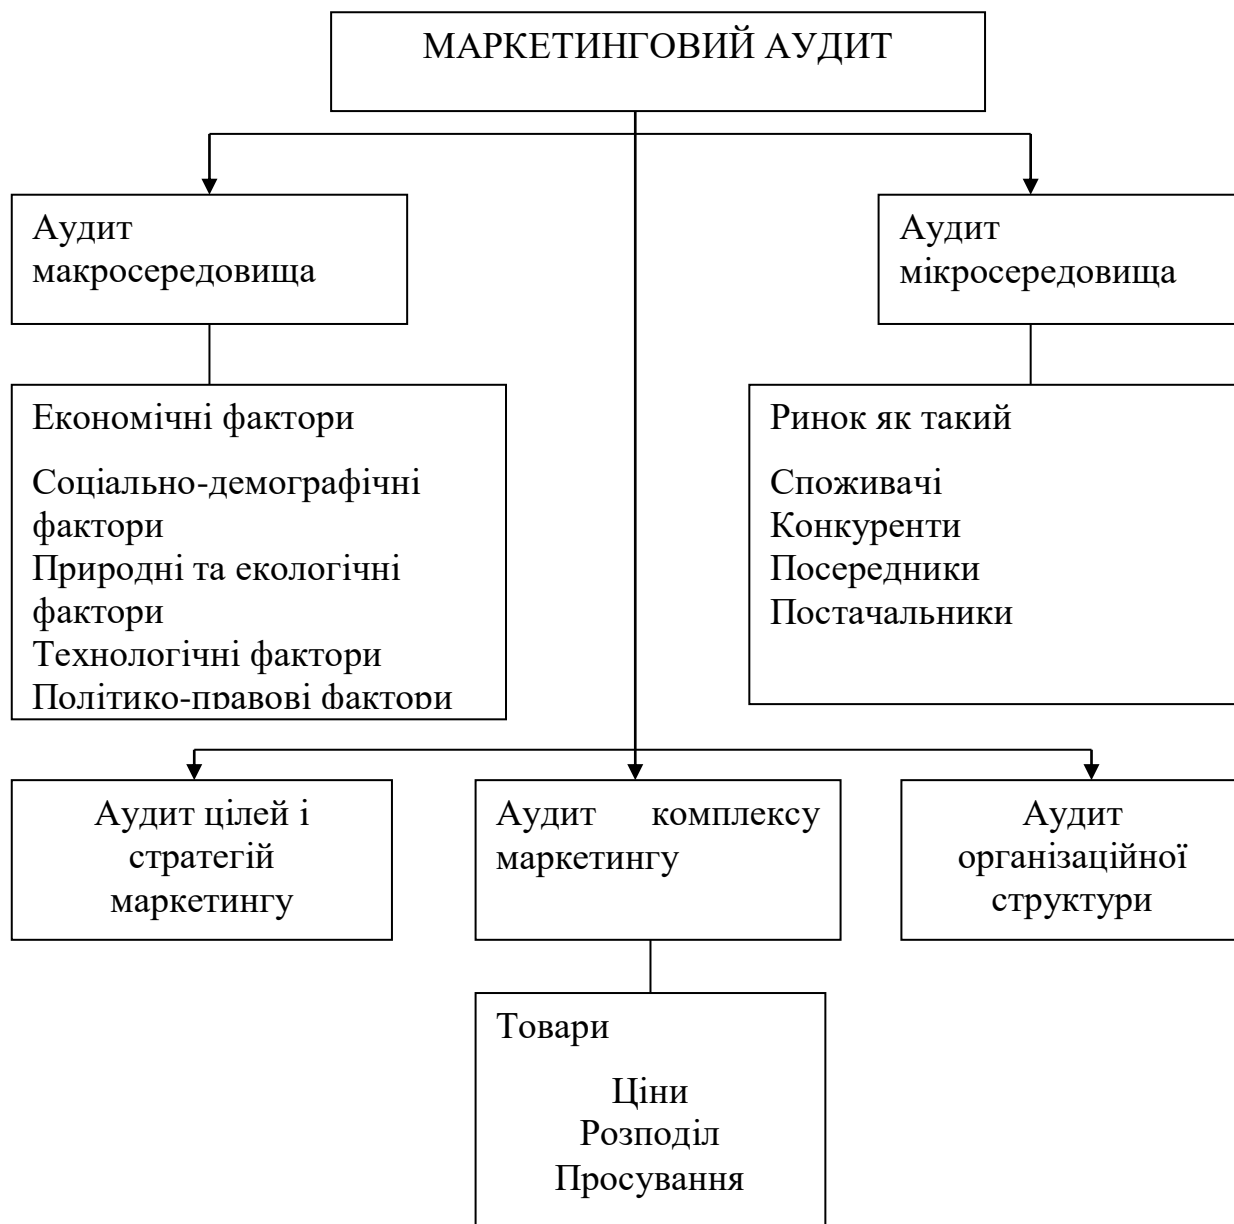 МАРКЕТИНГОВИЙ АУДИТ
Аудит
макросередовища
Аудит
мікросередовища
Економічні фактори
Соціально-демографічні
фактори
Природні та екологічні
фактори
Технологічні фактори
Політико-правові фактори
Ринок як такий
Споживачі
Конкуренти
Посередники
Постачальники
Аудит цілей і
стратегій
маркетингу
Аудит комплексу
маркетингу
Аудит
організаційної
структури
Товари
Ціни
Розподіл
Просування